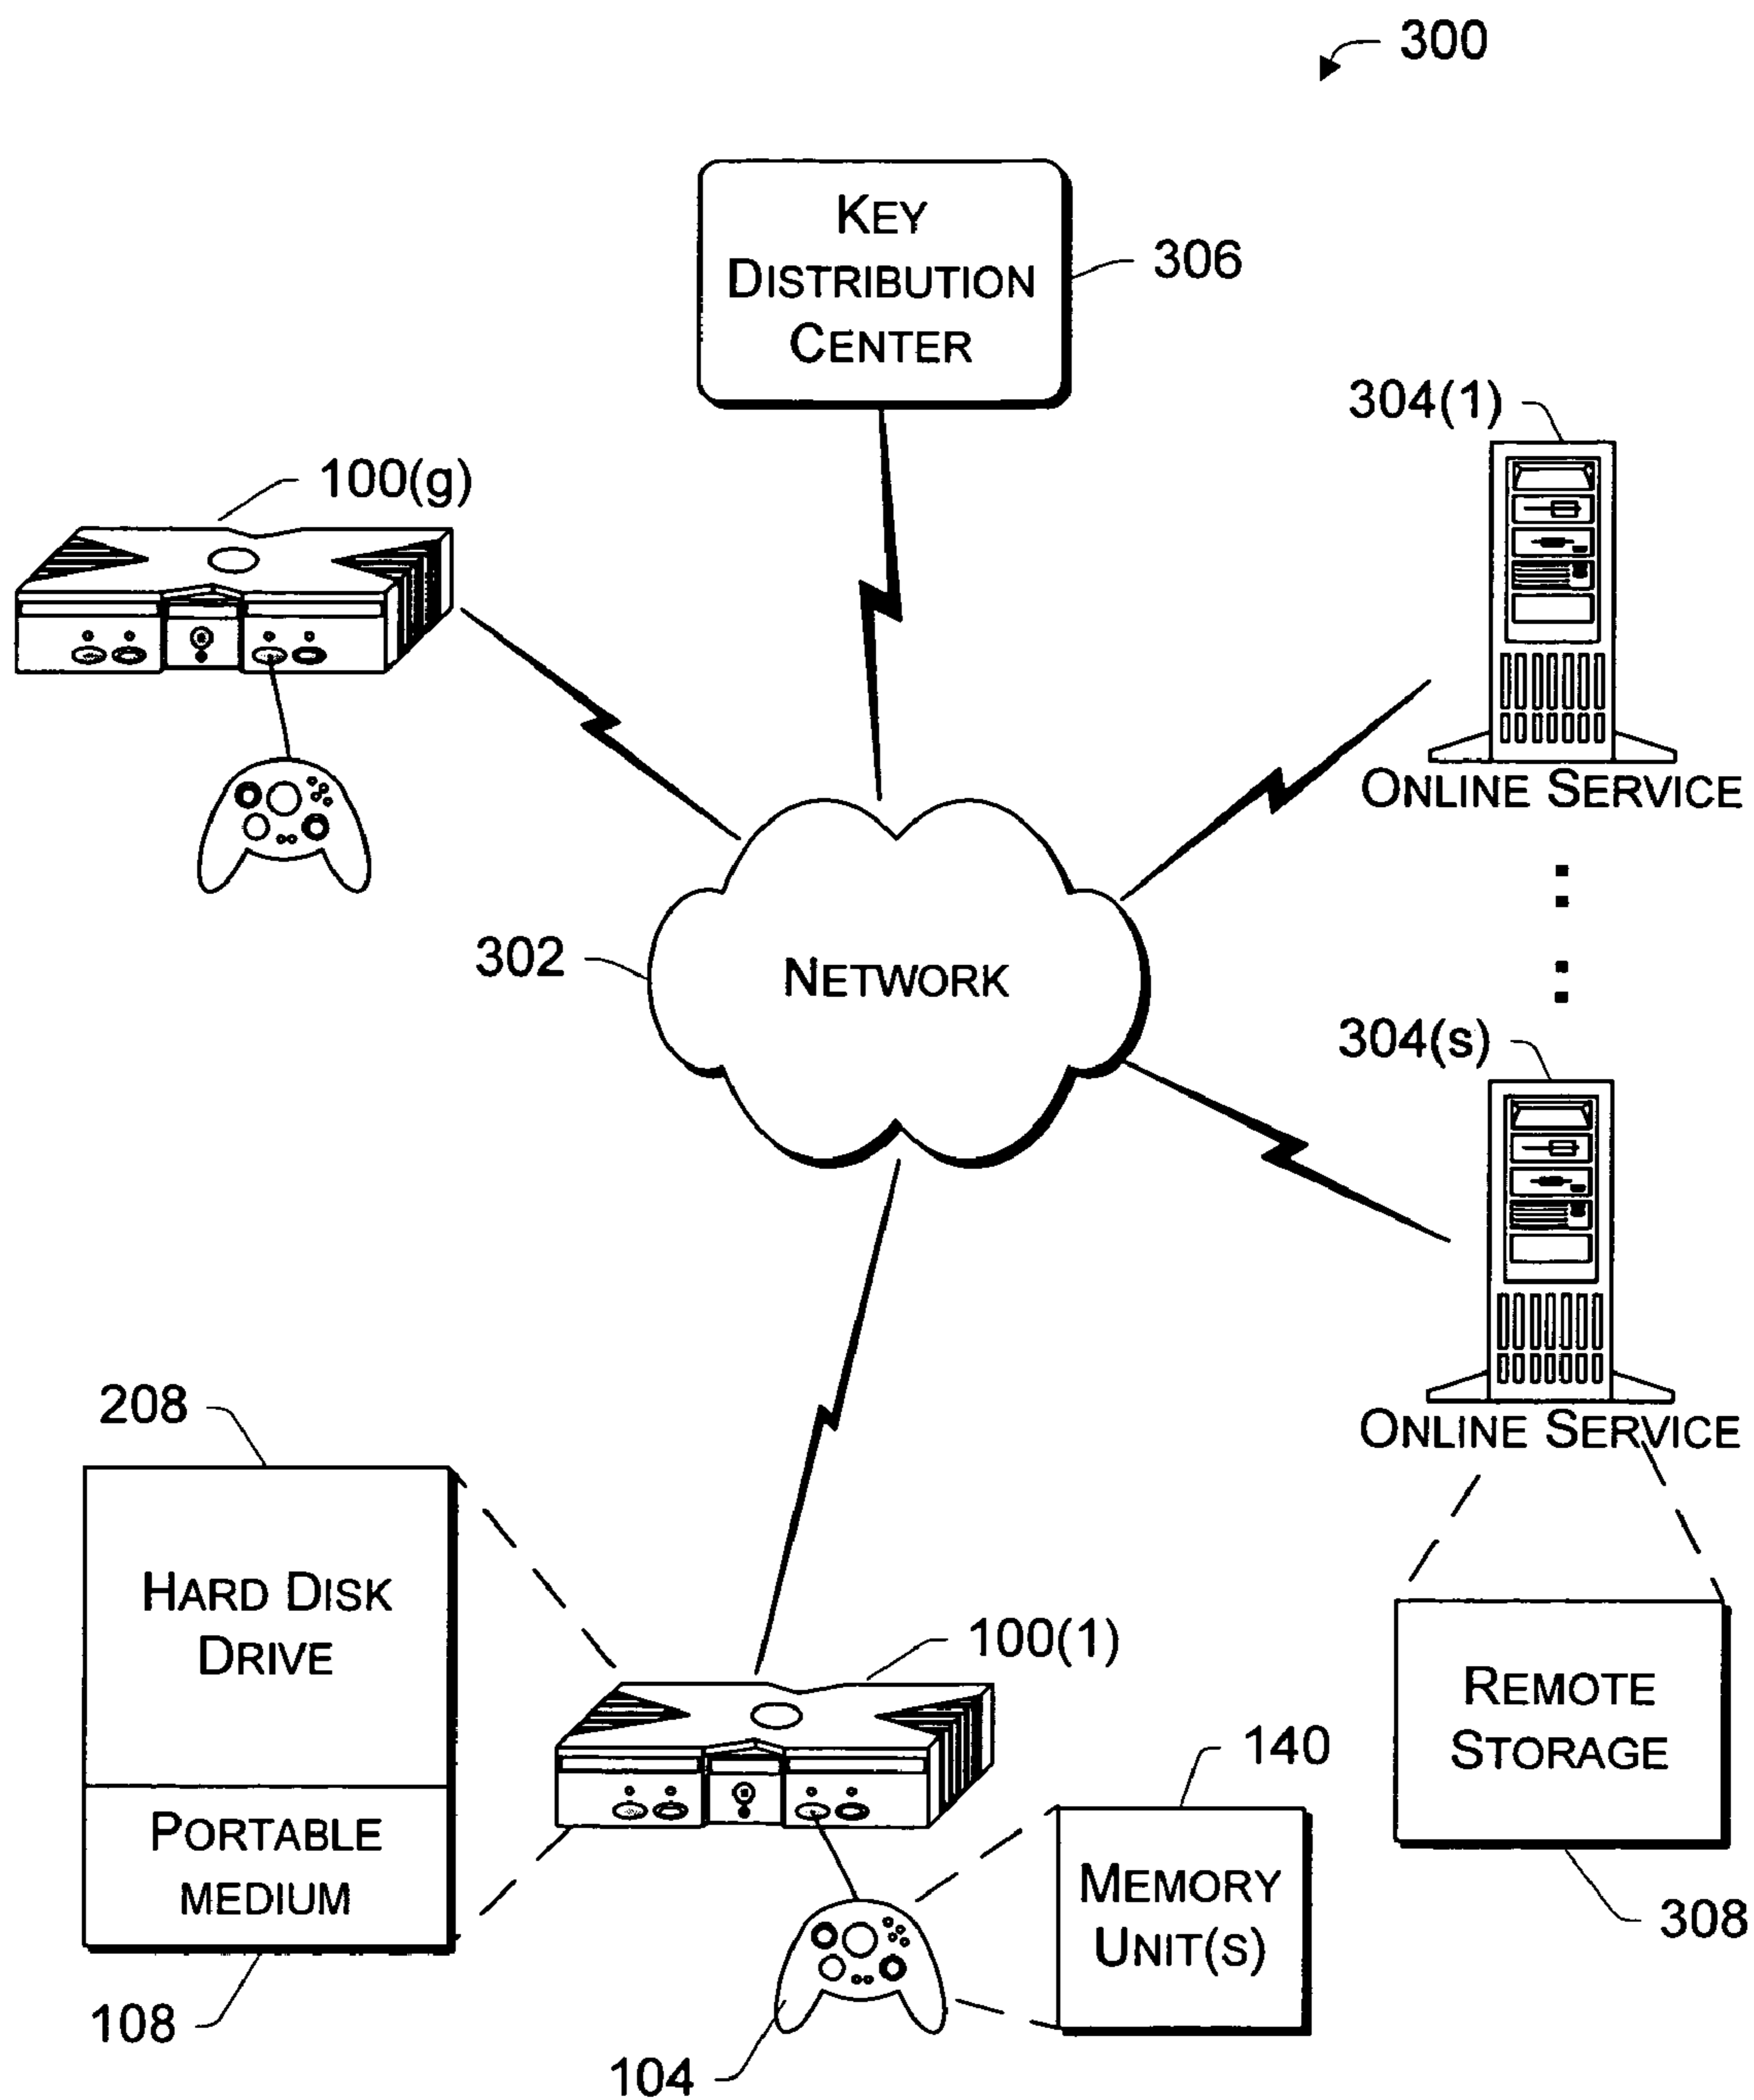 300
KEY
DISTRIBUTION
CENTER
306
304(1)
100(g)
ONLINE SERVICE
302
NETWORK
304(s)
ONLINE SERVICE
208
HARD DISK
DRIVE
100(1)
REMOTE
STORAGE
140
PORTABLE
MEDIUM
MEMORY
UNIT(S)
308
108
104